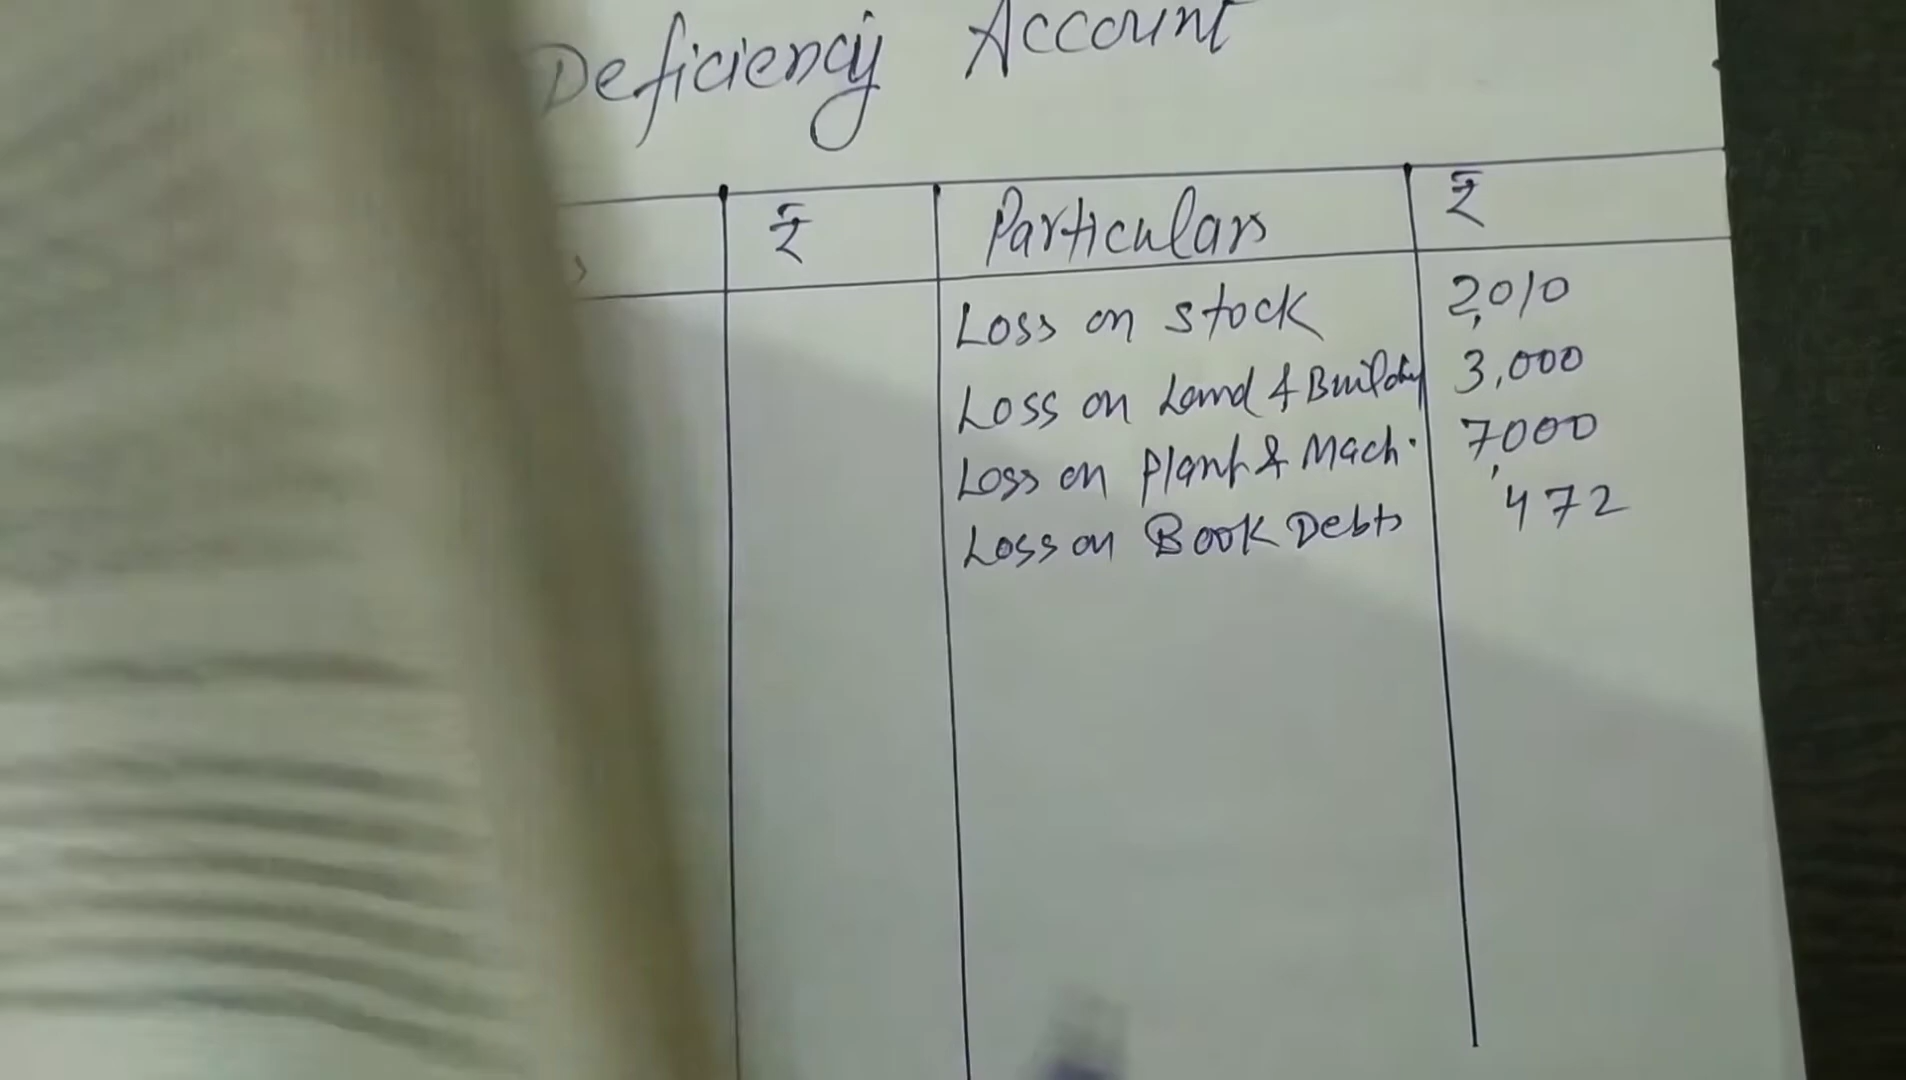 Deficiency Account
₹ Particulars ₹
Loss on Stock 2,010
Loss on Land & Building 3,000
Loss on Plant & Mach. 7,000
Loss on Book Debts 472